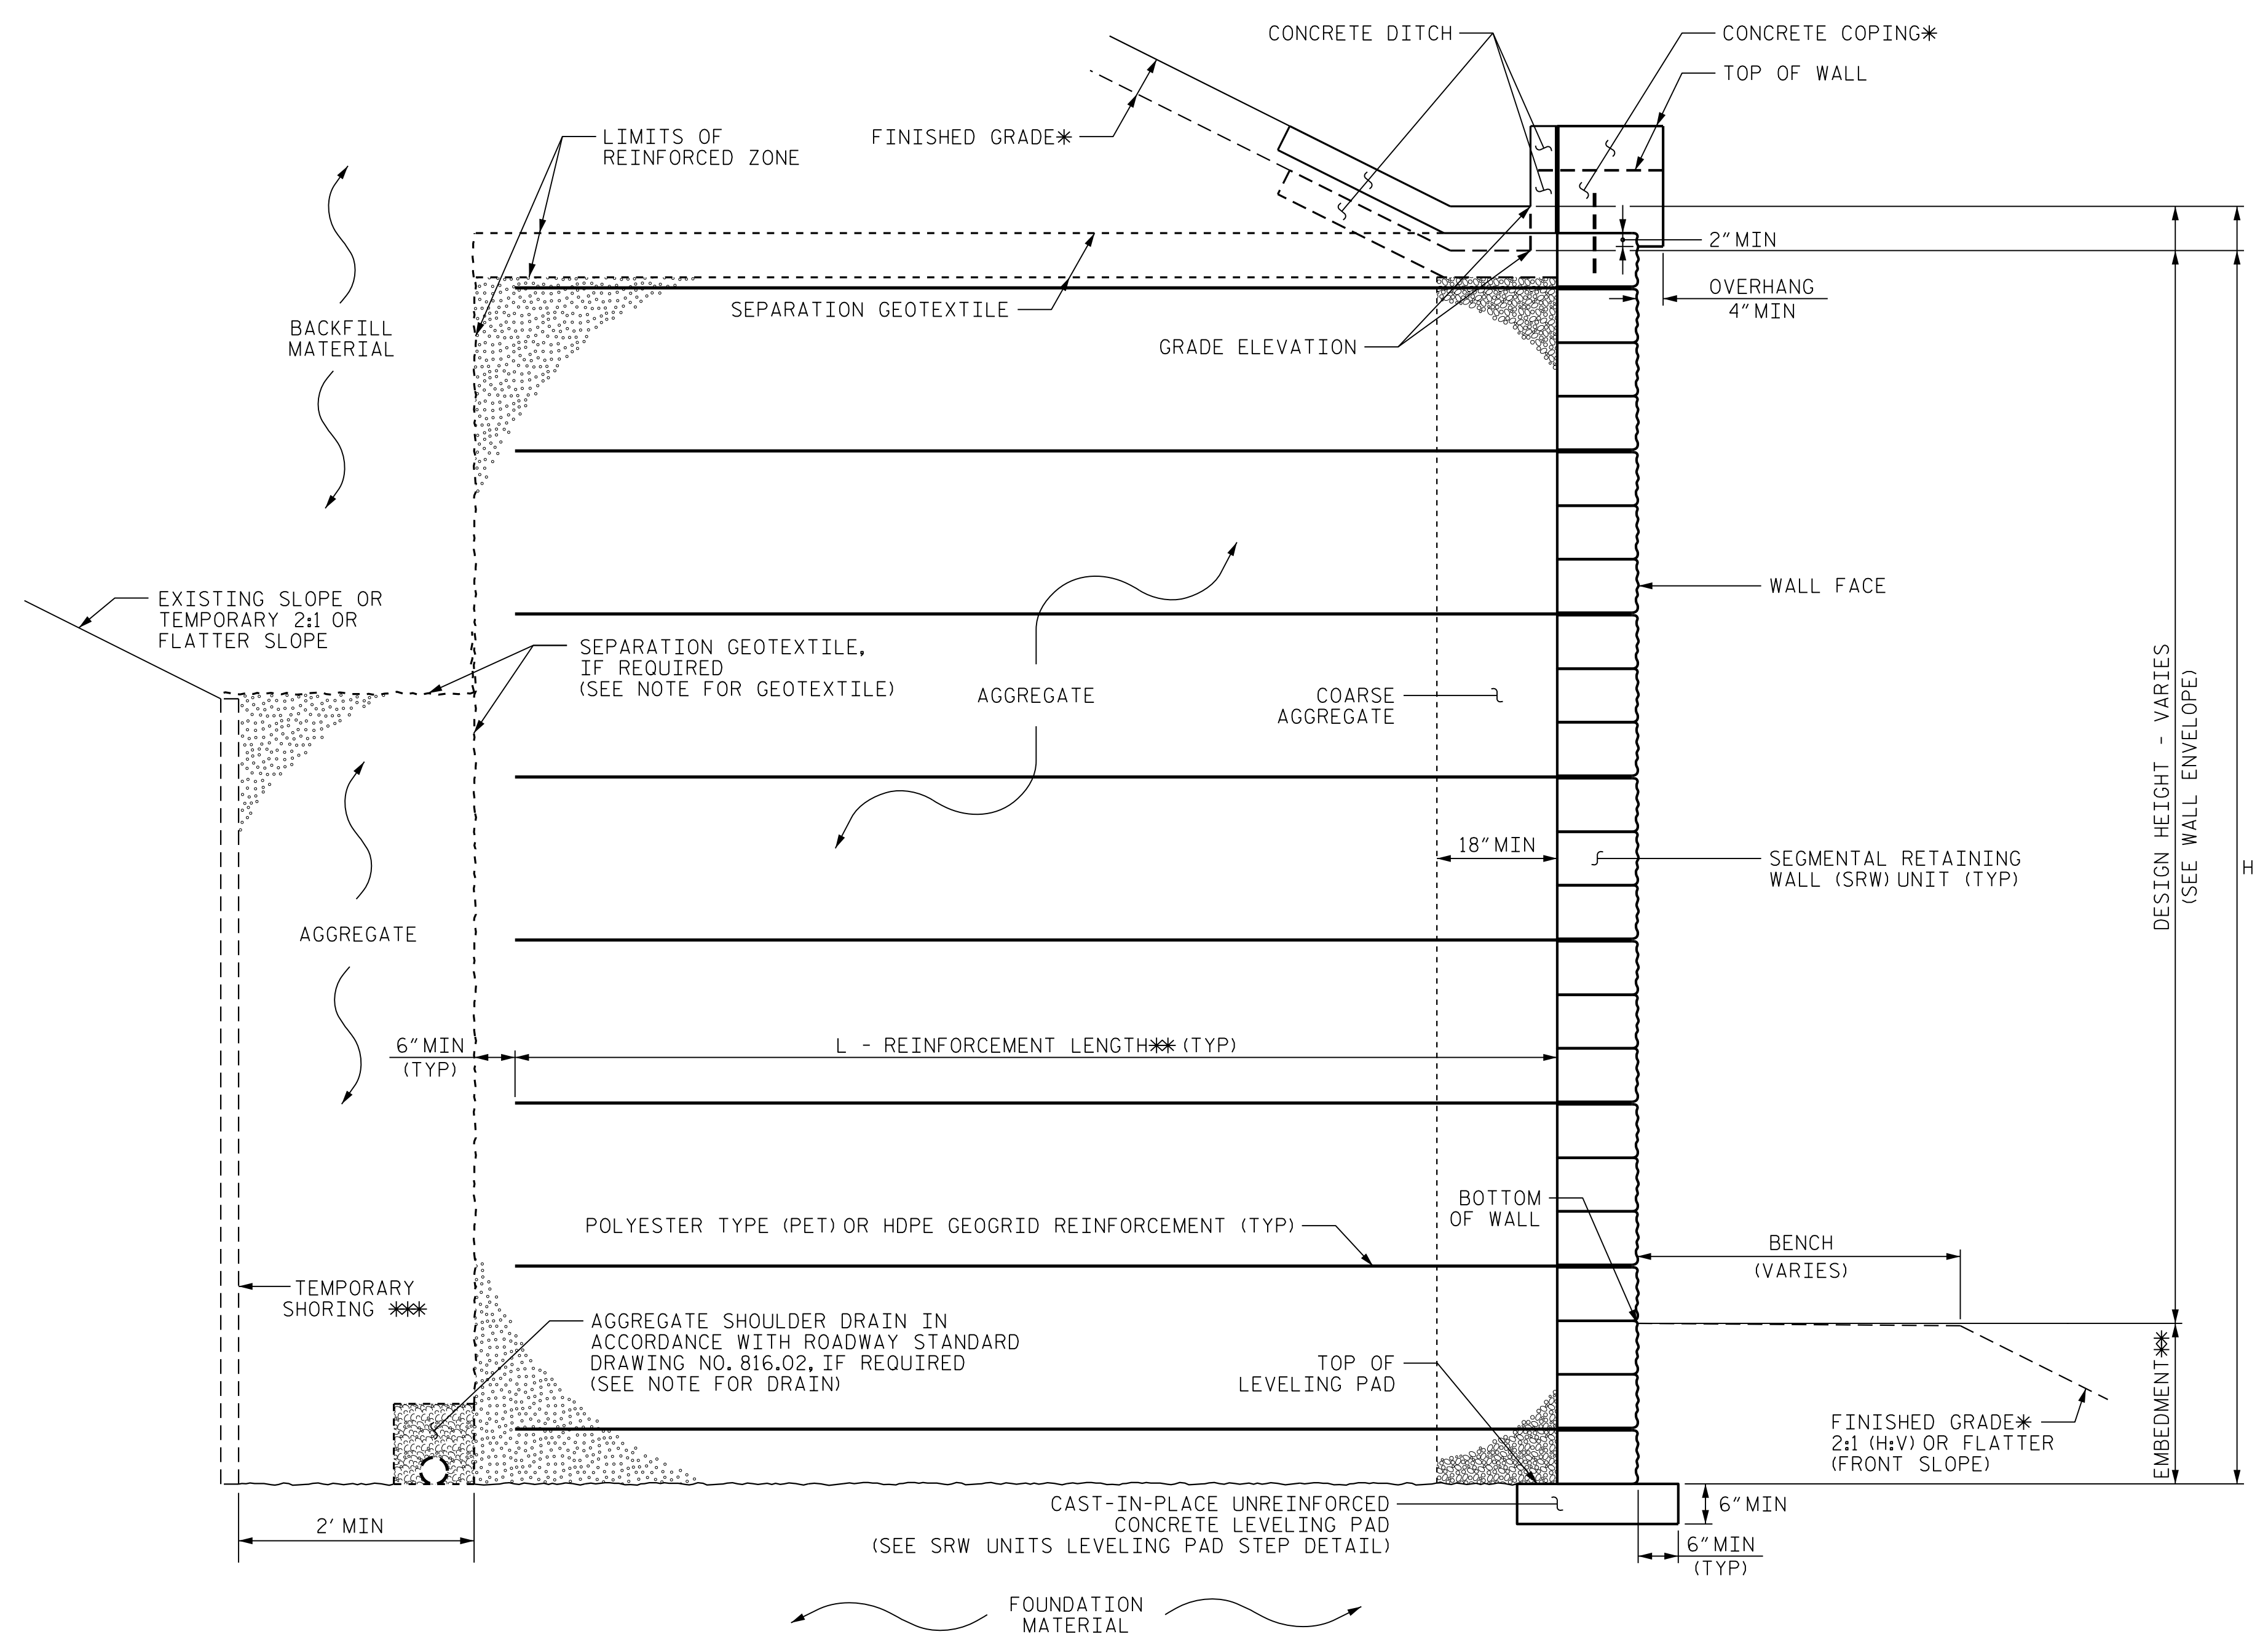 CONCRETE DITCH
CONCRETE COPING*
TOP OF WALL
LIMITS OF
REINFORCED ZONE
FINISHED GRADE*
2" MIN
SEPARATION GEOTEXTILE
OVERHANG
4" MIN
BACKFILL
MATERIAL
GRADE ELEVATION
WALL FACE
EXISTING SLOPE OR
TEMPORARY 2:1 OR
FLATTER SLOPE
SEPARATION GEOTEXTILE,
IF REQUIRED
(SEE NOTE FOR GEOTEXTILE)
AGGREGATE
COARSE
AGGREGATE
DESIGN HEIGHT - VARIES
(SEE WALL ENVELOPE)
H
18" MIN
SEGMENTAL RETAINING
WALL (SRW) UNIT (TYP)
AGGREGATE
6" MIN
(TYP)
L - REINFORCEMENT LENGTH** (TYP)
BOTTOM
OF WALL
POLYESTER TYPE (PET) OR HDPE GEOGRID REINFORCEMENT (TYP)
BENCH
(VARIES)
TEMPORARY
SHORING ***
AGGREGATE SHOULDER DRAIN IN
ACCORDANCE WITH ROADWAY STANDARD
DRAWING NO. 816.02, IF REQUIRED
(SEE NOTE FOR DRAIN)
TOP OF
LEVELING PAD
EMBEDMENT**
FINISHED GRADE*
2:1 (H:V) OR FLATTER
(FRONT SLOPE)
2' MIN
CAST-IN-PLACE UNREINFORCED
CONCRETE LEVELING PAD
(SEE SRW UNITS LEVELING PAD STEP DETAIL)
6" MIN
6" MIN
(TYP)
FOUNDATION
MATERIAL